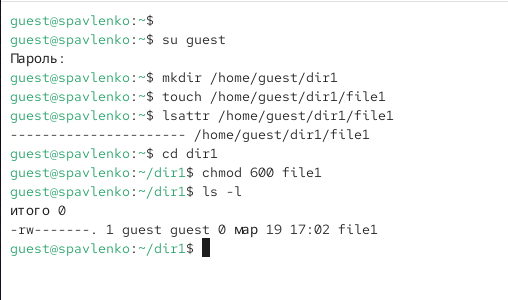 guest@spavlenko:~$
guest@spavlenko:~$ su guest
Пароль:
guest@spavlenko:~$ mkdir /home/guest/dir1
guest@spavlenko:~$ touch /home/guest/dir1/file1
guest@spavlenko:~$ lsattr /home/guest/dir1/file1
---------------------- /home/guest/dir1/file1
guest@spavlenko:~$ cd dir1
guest@spavlenko:~/dir1$ chmod 600 file1
guest@spavlenko:~/dir1$ ls -l
итого 0
-rw-------. 1 guest guest 0 мар 19 17:02 file1
guest@spavlenko:~/dir1$